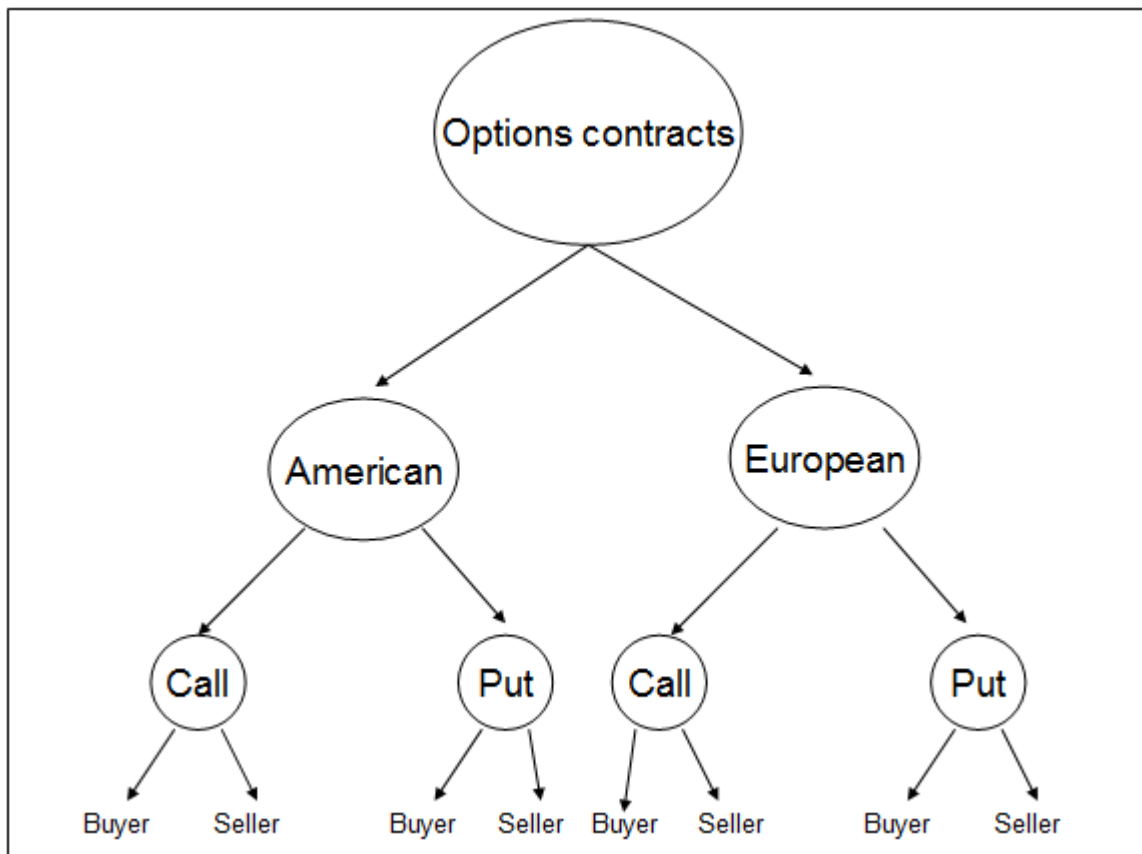 Options contracts
American
European
Call
Put
Call
Put
Buyer
Seller
Buyer
Seller
Buyer
Seller
Buyer
Seller